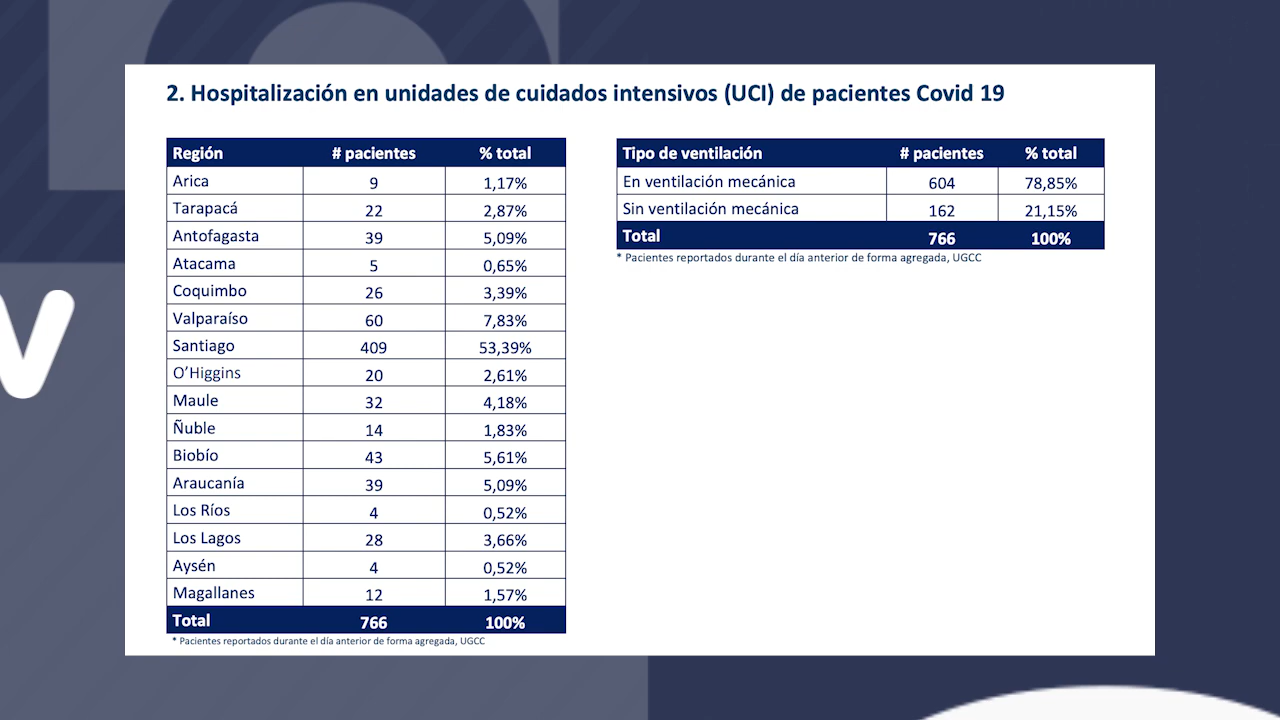 2. Hospitalización en unidades de cuidados intensivos (UCI) de pacientes Covid 19
Región # pacientes % total
Arica 9 1,17%
Tarapacá 22 2,87%
Antofagasta 39 5,09%
Atacama 5 0,65%
Coquimbo 26 3,39%
Valparaíso 60 7,83%
Santiago 409 53,39%
O’Higgins 20 2,61%
Maule 32 4,18%
Ñuble 14 1,83%
Biobío 43 5,61%
Araucanía 39 5,09%
Los Ríos 4 0,52%
Los Lagos 28 3,66%
Aysén 4 0,52%
Magallanes 12 1,57%
Total 766 100%
* Pacientes reportados durante el día anterior de forma agregada, UGCC
Tipo de ventilación # pacientes % total
En ventilación mecánica 604 78,85%
Sin ventilación mecánica 162 21,15%
Total 766 100%
* Pacientes reportados durante el día anterior de forma agregada, UGCC